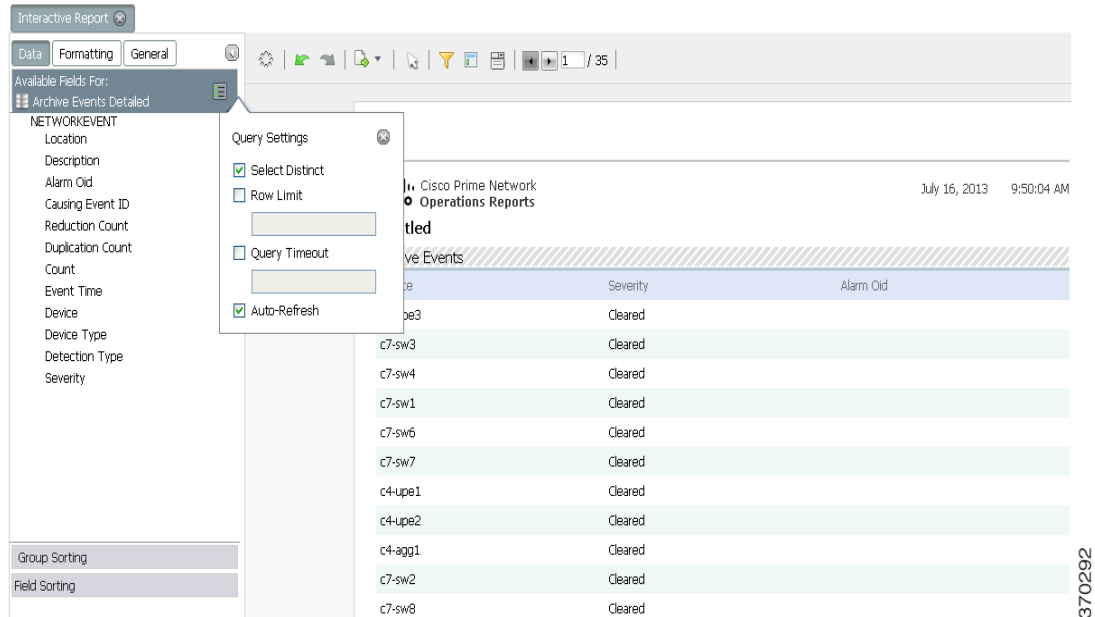 Interactive Report
Data Formatting General
1 / 35
Available Fields For:
Archive Events Detailed
NETWORKEVENT
Location
Description
Alarm Oid
Causing Event ID
Reduction Count
Duplication Count
Count
Event Time
Device
Device Type
Detection Type
Severity
Group Sorting
Field Sorting
Query Settings
Select Distinct
Row Limit
Query Timeout
Auto-Refresh
Cisco Prime Network
Operations Reports
July 16, 2013 9:50:04 AM
tled
ve Events
Severity Alarm Oid
pe3 Cleared
c7-sw3 Cleared
c7-sw4 Cleared
c7-sw1 Cleared
c7-sw6 Cleared
c7-sw7 Cleared
c4-upe1 Cleared
c4-upe2 Cleared
c4-agg1 Cleared
c7-sw2 Cleared
c7-sw8 Cleared
370292